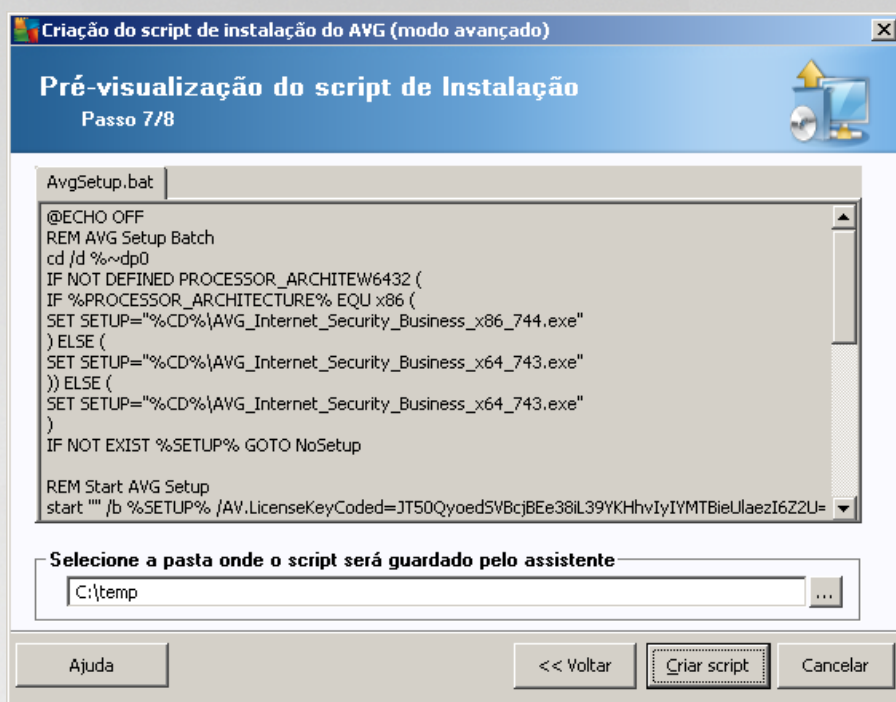 Criação do script de instalação do AVG (modo avançado)
Pré-visualização do script de Instalação
Passo 7/8
AvgSetup.bat
@ECHO OFF
REM AVG Setup Batch
cd /d %~dp0
IF NOT DEFINED PROCESSOR_ARCHITEW6432 (
IF %PROCESSOR_ARCHITECTURE% EQU x86 (
SET SETUP="%CD%\AVG_Internet_Security_Business_x86_744.exe"
) ELSE (
SET SETUP="%CD%\AVG_Internet_Security_Business_x64_743.exe"
)) ELSE (
SET SETUP="%CD%\AVG_Internet_Security_Business_x64_743.exe"
)
IF NOT EXIST %SETUP% GOTO NoSetup
REM Start AVG Setup
start "" /b %SETUP% /AV.LicenseKeyCoded=JT50QyoedSVBcjBEe38iL39YKHhvIyIYMTBieUlaezI6Z2U=
Selecione a pasta onde o script será guardado pelo assistente
C:\temp
...
Ajuda
<< Voltar
Criar script
Cancelar